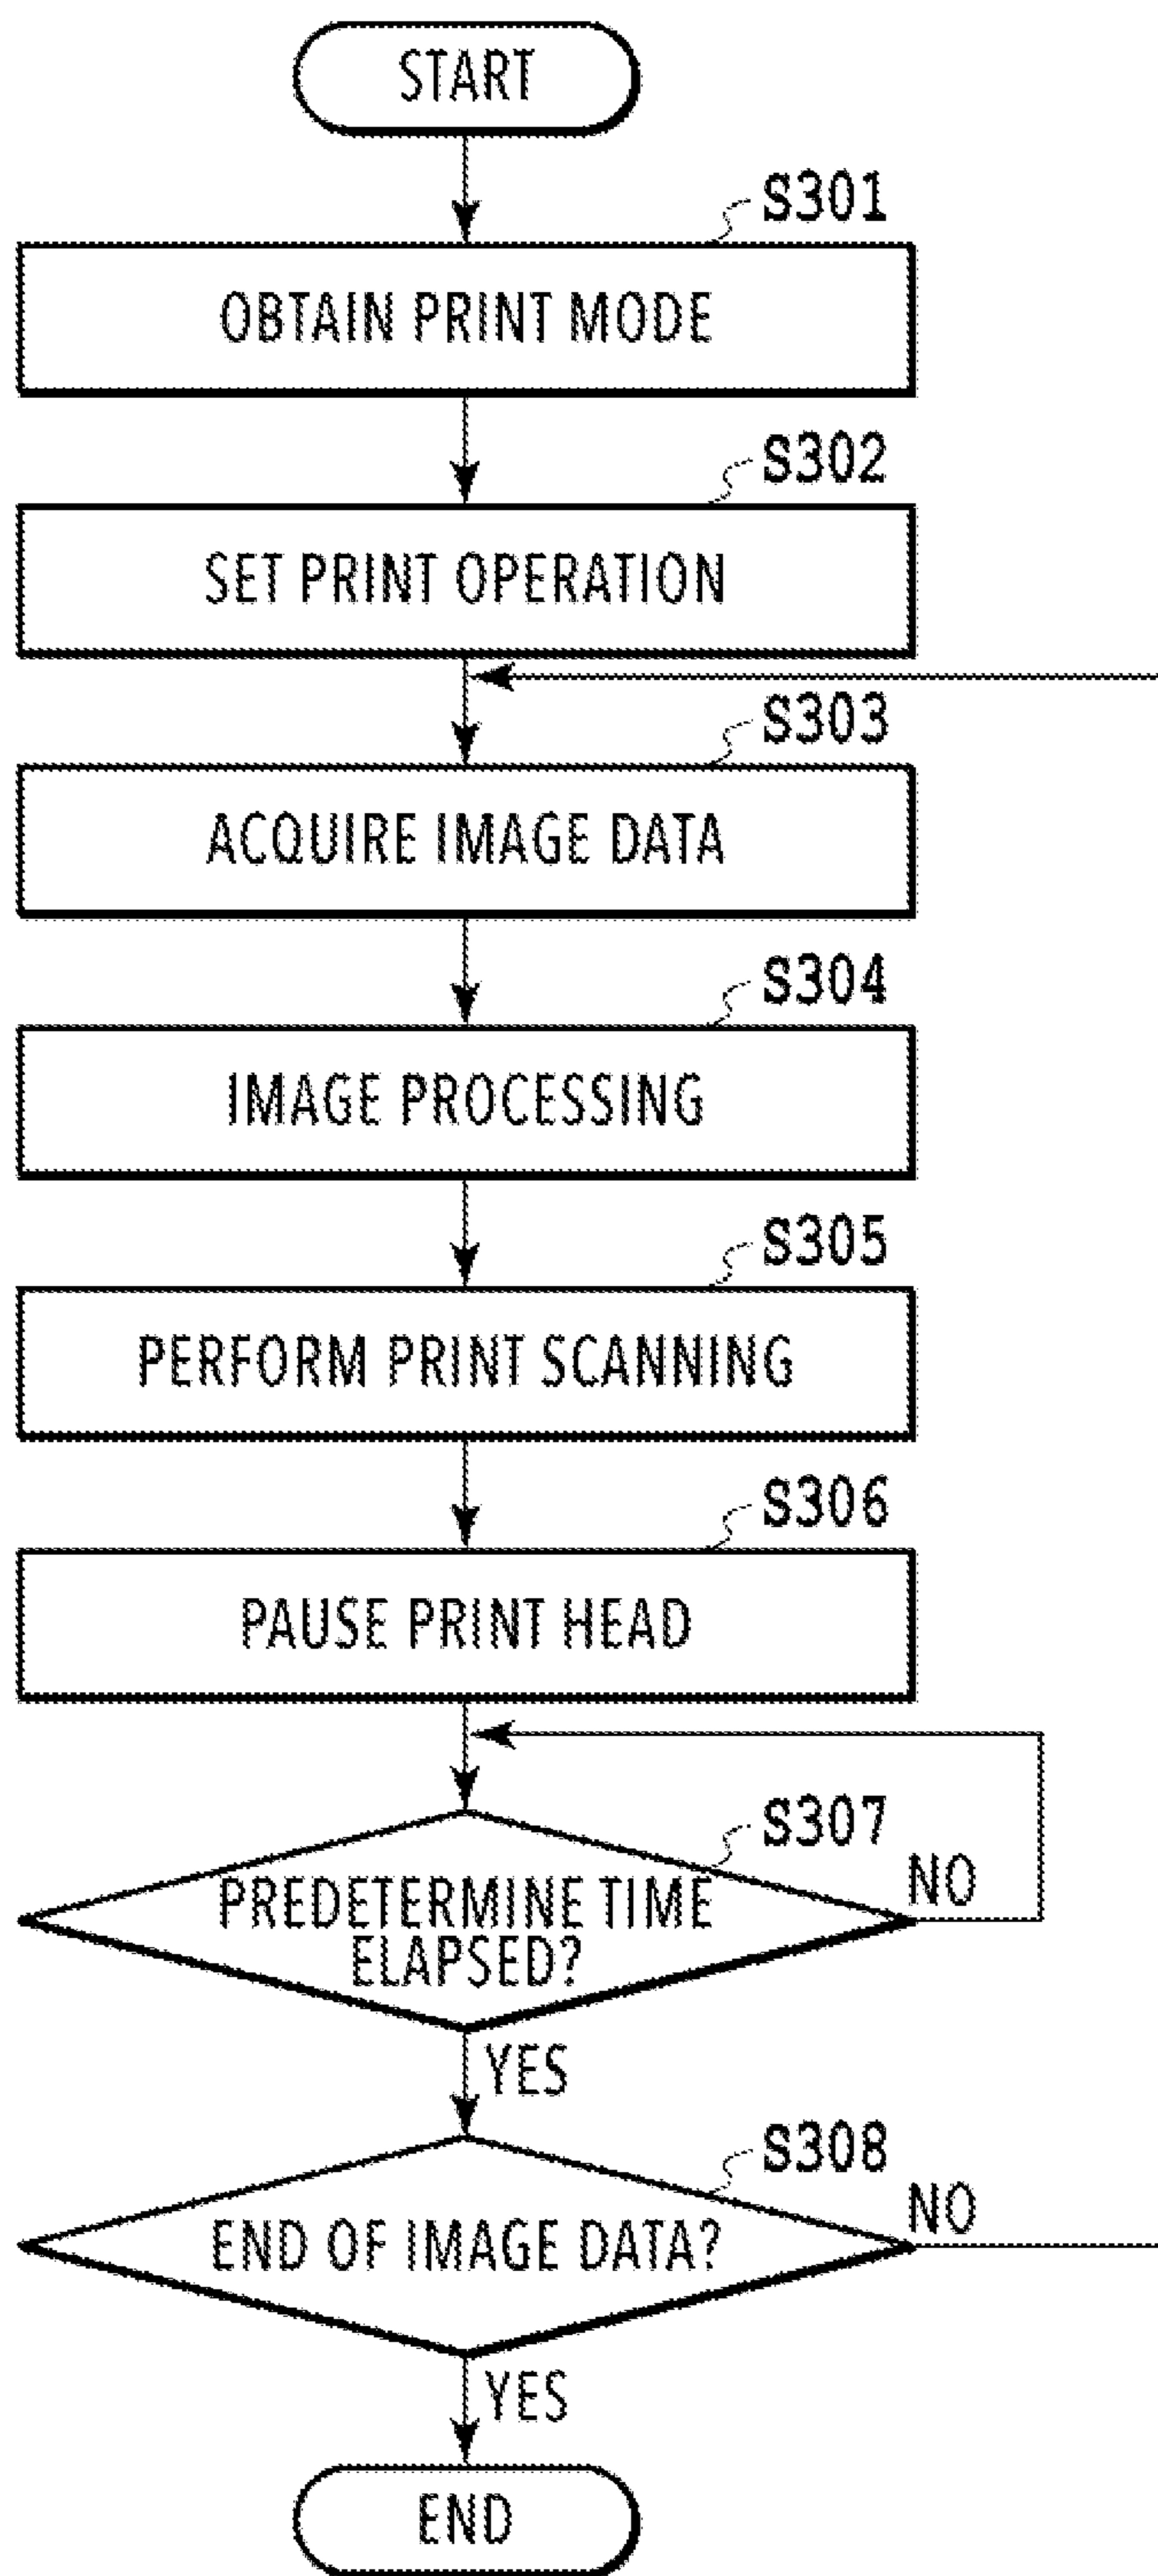 START
S301
OBTAIN PRINT MODE
S302
SET PRINT OPERATION
S303
ACQUIRE IMAGE DATA
S304
IMAGE PROCESSING
S305
PERFORM PRINT SCANNING
S306
PAUSE PRINT HEAD
S307
PREDETERMINE TIME
ELAPSED?
NO
YES
S308
END OF IMAGE DATA?
NO
YES
END